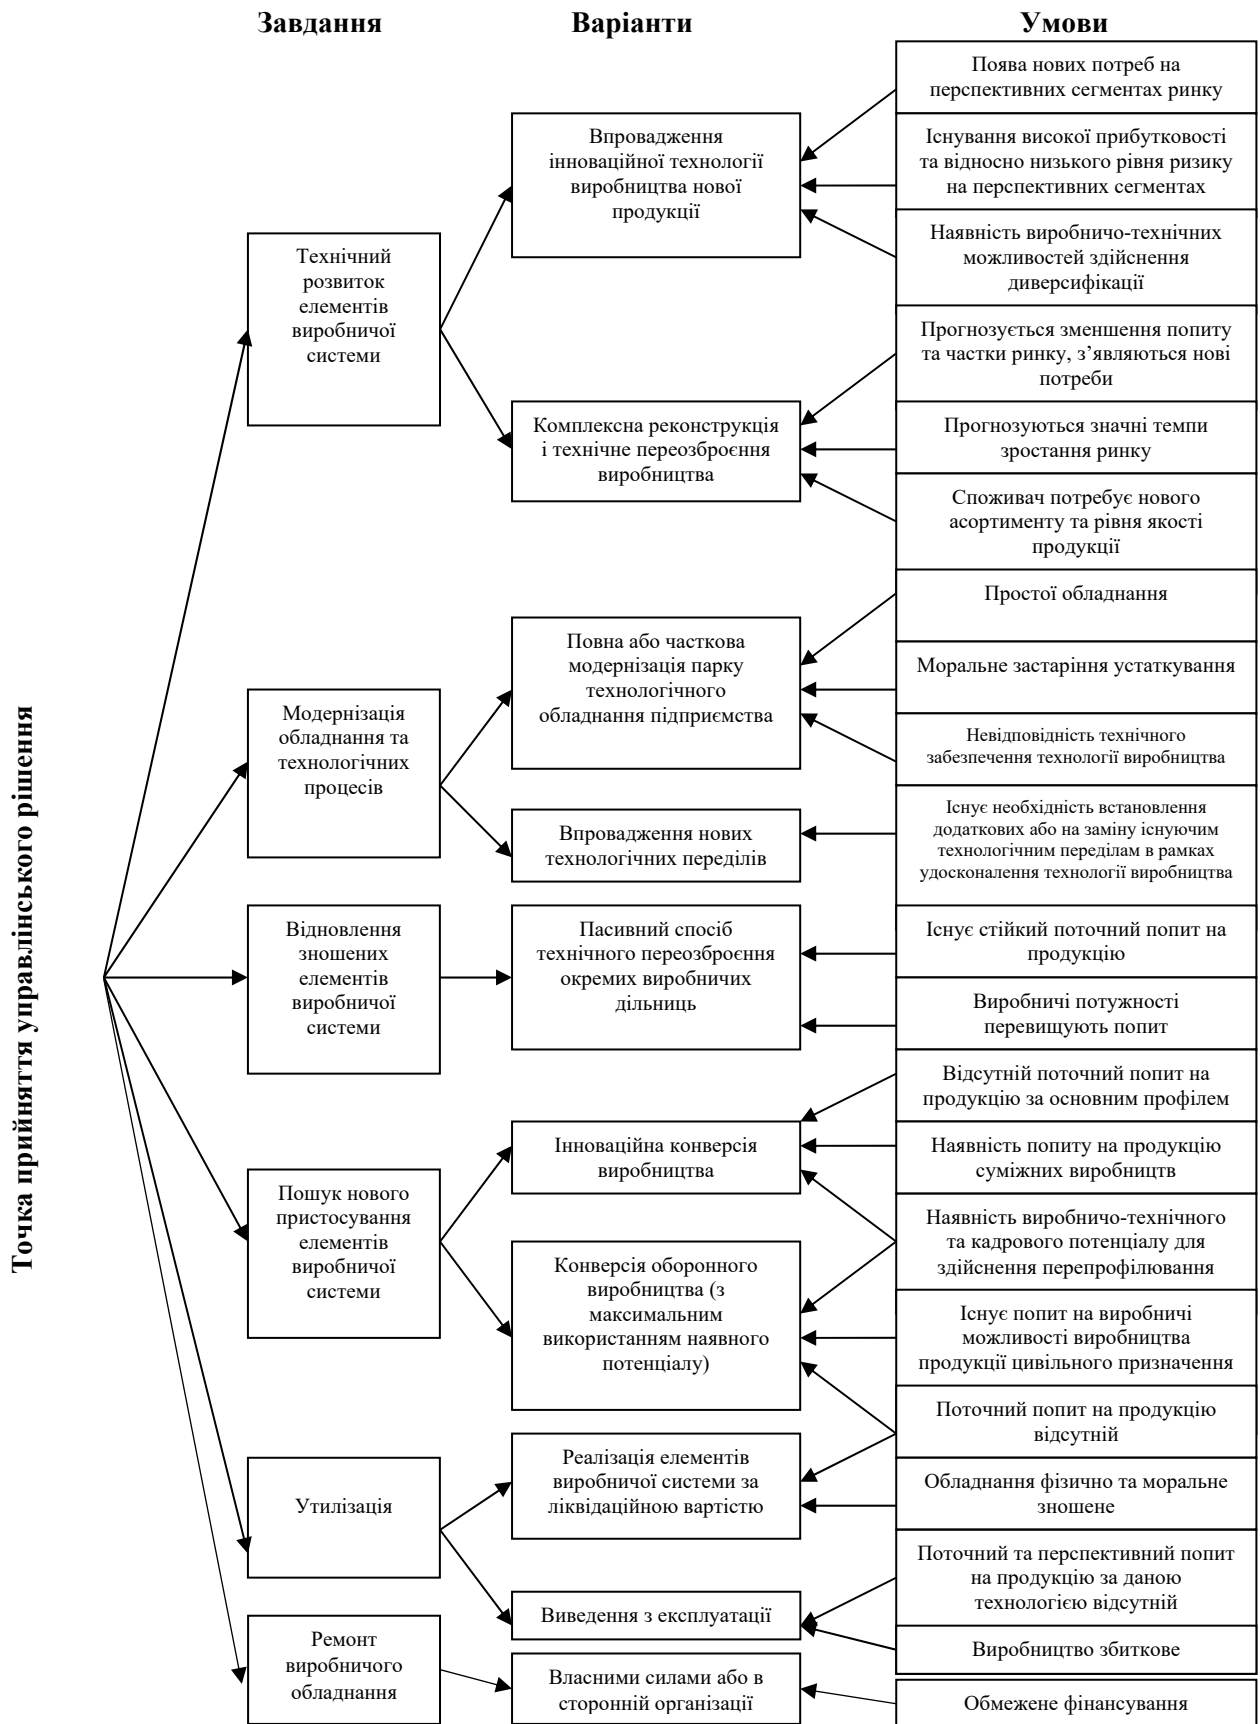 Завдання
Варіанти
Умови
Точка прийняття управлінського рішення
Технічний
розвиток
елементів
виробничої
системи
Модернізація
обладнання та
технологічних
процесів
Відновлення
зношених
елементів
виробничої
системи
Пошук нового
пристосування
елементів
виробничої
системи
Утилізація
Ремонт
виробничого
обладнання
Впровадження
інноваційної технології
виробництва нової
продукції
Комплексна реконструкція
і технічне переозброєння
виробництва
Повна або часткова
модернізація парку
технологічного
обладнання підприємства
Впровадження нових
технологічних переділів
Пасивний спосіб
технічного переозброєння
окремих виробничих
дільниць
Інноваційна конверсія
виробництва
Конверсія оборонного
виробництва (з
максимальним
використанням наявного
потенціалу)
Реалізація елементів
виробничої системи за
ліквідаційною вартістю
Виведення з експлуатації
Власними силами або в
сторонній організації
Поява нових потреб на
перспективних сегментах ринку
Існування високої прибутковості
та відносно низького рівня ризику
на перспективних сегментах
Наявність виробничо-технічних
можливостей здійснення
диверсифікації
Прогнозується зменшення попиту
та частки ринку, з’являються нові
потреби
Прогнозуються значні темпи
зростання ринку
Споживач потребує нового
асортименту та рівня якості
продукції
Простої обладнання
Моральне застаріння устаткування
Невідповідність технічного
забезпечення технології виробництва
Існує необхідність встановлення
додаткових або на заміну існуючим
технологічним переділам в рамках
удосконалення технології виробництва
Існує стійкий поточний попит на
продукцію
Виробничі потужності
перевищують попит
Відсутній поточний попит на
продукцію за основним профілем
Наявність попиту на продукцію
суміжних виробництв
Наявність виробничо-технічного
та кадрового потенціалу для
здійснення перепрофілювання
Існує попит на виробничі
можливості виробництва
продукції цивільного призначення
Поточний попит на продукцію
відсутній
Обладнання фізично та моральне
зношене
Поточний та перспективний попит
на продукцію за даною
технологією відсутній
Виробництво збиткове
Обмежене фінансування